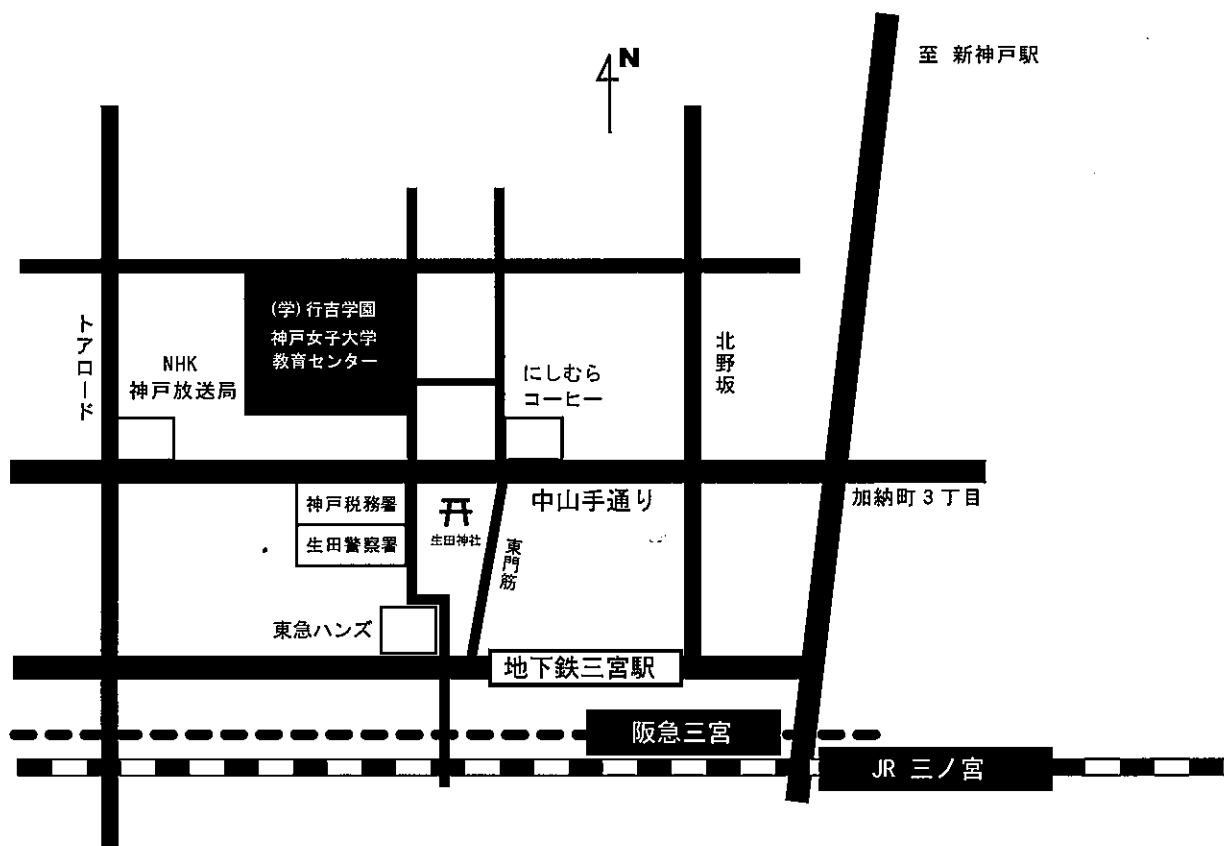 N
至 新神戸駅
(学)行吉学園
神戸女子大学
教育センター
トアロード
NHK
神戸放送局
にしむら
コーヒー
北野坂
神戸税務署
生田警察署
生田神社
中山手通り
加納町3丁目
東門筋
東急ハンズ
地下鉄三宮駅
阪急三宮
JR 三ノ宮